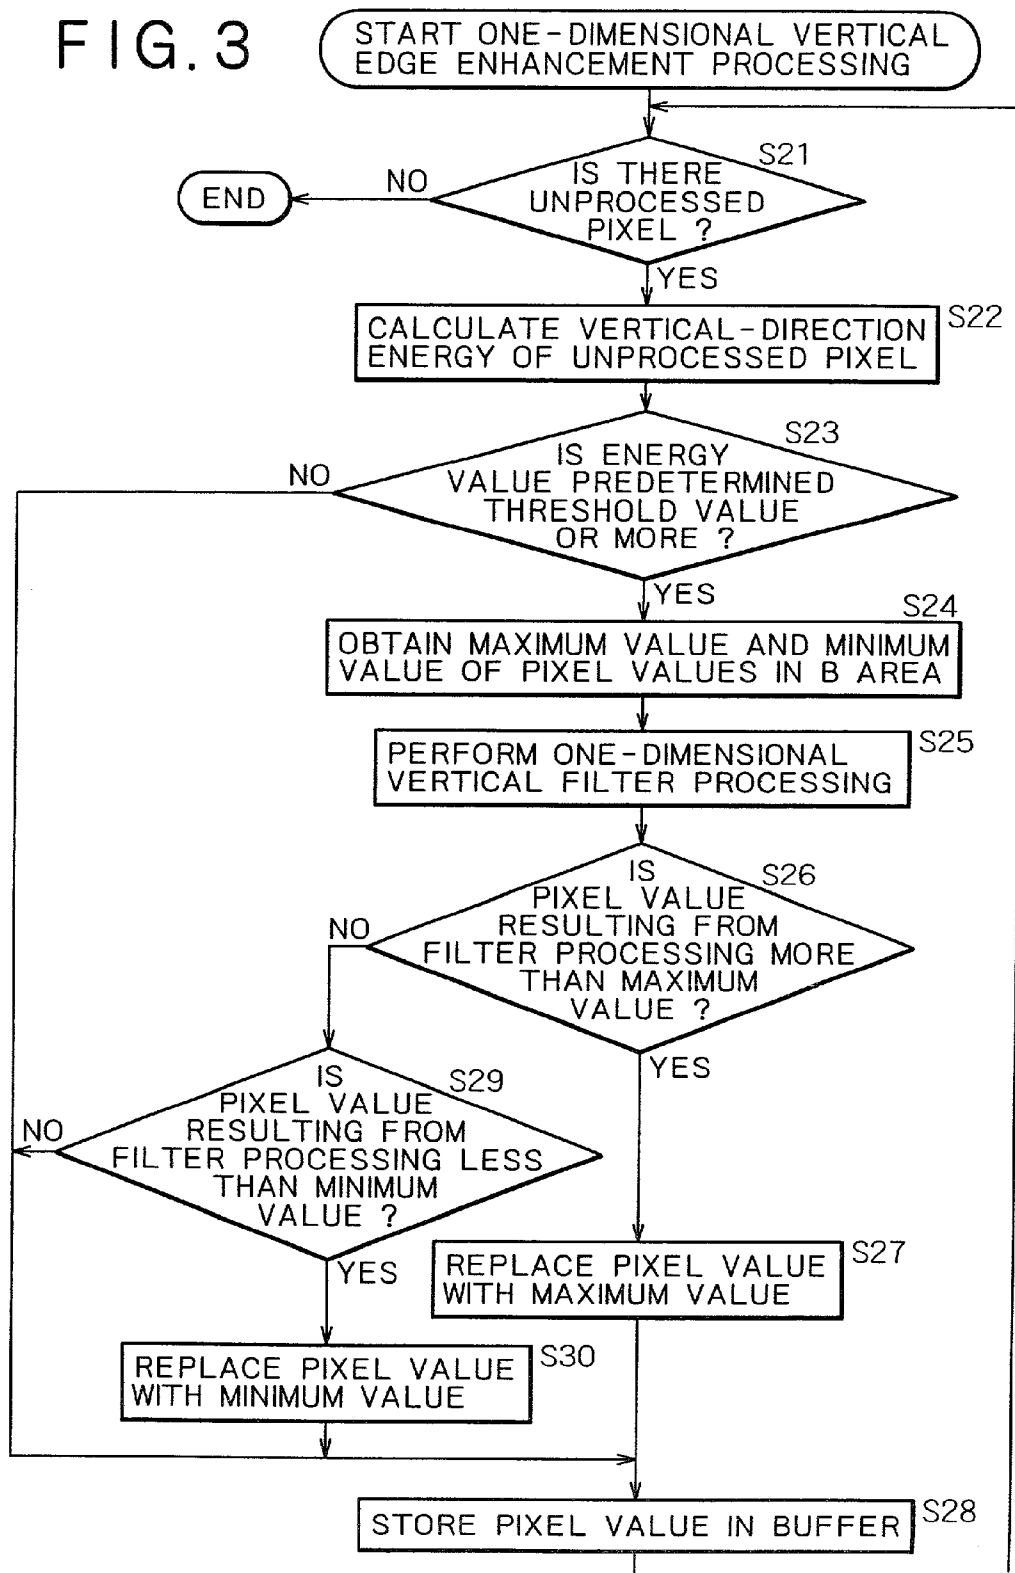 FIG. 3
START ONE-DIMENSIONAL VERTICAL
EDGE ENHANCEMENT PROCESSING
S21
IS THERE
UNPROCESSED
PIXEL ?
NO
END
YES
S22
CALCULATE VERTICAL-DIRECTION
ENERGY OF UNPROCESSED PIXEL
S23
IS ENERGY
VALUE PREDETERMINED
THRESHOLD VALUE
OR MORE ?
NO
YES
S24
OBTAIN MAXIMUM VALUE AND MINIMUM
VALUE OF PIXEL VALUES IN B AREA
S25
PERFORM ONE-DIMENSIONAL
VERTICAL FILTER PROCESSING
S26
IS
PIXEL VALUE
RESULTING FROM
FILTER PROCESSING MORE
THAN MAXIMUM
VALUE ?
NO
YES
S29
IS
PIXEL VALUE
RESULTING FROM
FILTER PROCESSING LESS
THAN MINIMUM
VALUE ?
NO
YES
S27
REPLACE PIXEL VALUE
WITH MAXIMUM VALUE
S30
REPLACE PIXEL VALUE
WITH MINIMUM VALUE
S28
STORE PIXEL VALUE IN BUFFER